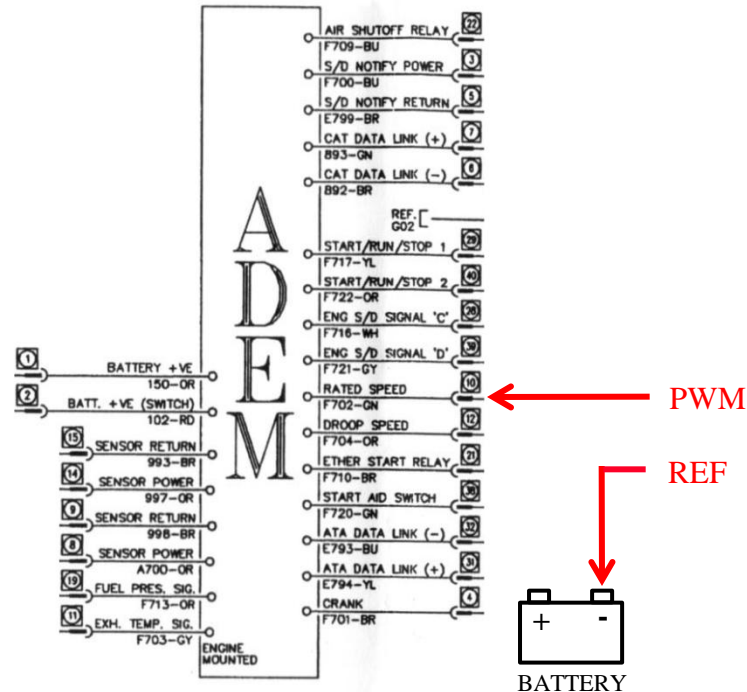 AIR SHUTOFF RELAY 22
F709-BU
S/D NOTIFY POWER 3
F700-BU
S/D NOTIFY RETURN 5
E799-BR
CAT DATA LINK (+) 7
893-GN
CAT DATA LINK (-) 6
892-BR
REF.
G02
START/RUN/STOP 1 29
F717-YL
START/RUN/STOP 2 40
F722-OR
ENG S/D SIGNAL 'C'
F716-WH
ENG S/D SIGNAL 'D'
F721-GY
RATED SPEED 10
F702-GN
DROOP SPEED 12
F704-OR
ETHER START RELAY 21
F710-BR
START AID SWITCH
F720-GN
ATA DATA LINK (-) 32
E793-BU
ATA DATA LINK (+) 31
E794-YL
CRANK 4
F701-BR
ADEM
1 BATTERY +VE
150-OR
2 BATT. +VE (SWITCH)
102-RD
15 SENSOR RETURN
993-BR
14 SENSOR POWER
997-OR
9 SENSOR RETURN
998-BR
8 SENSOR POWER
A700-OR
19 FUEL PRES. SIG.
F713-OR
11 EXH. TEMP. SIG.
F703-GY
ENGINE
MOUNTED
PWM
REF
+ -
BATTERY